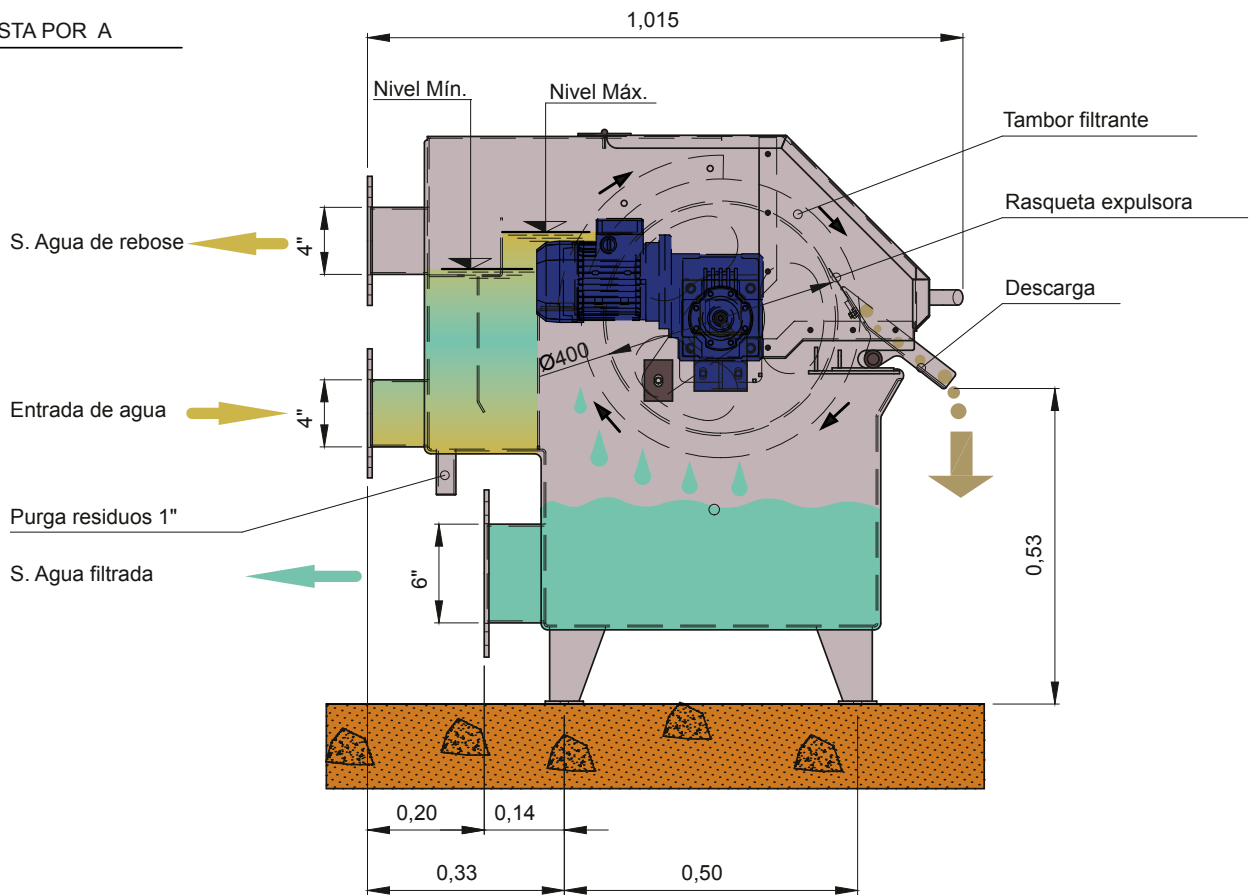 STA POR A
1,015
Nivel Mín.
Nivel Máx.
Tambor filtrante
Rasqueta expulsora
S. Agua de rebose
4"
Descarga
Ø400
Entrada de agua
4"
Purga residuos 1"
S. Agua filtrada
6"
0,53
0,20
0,14
0,33
0,50